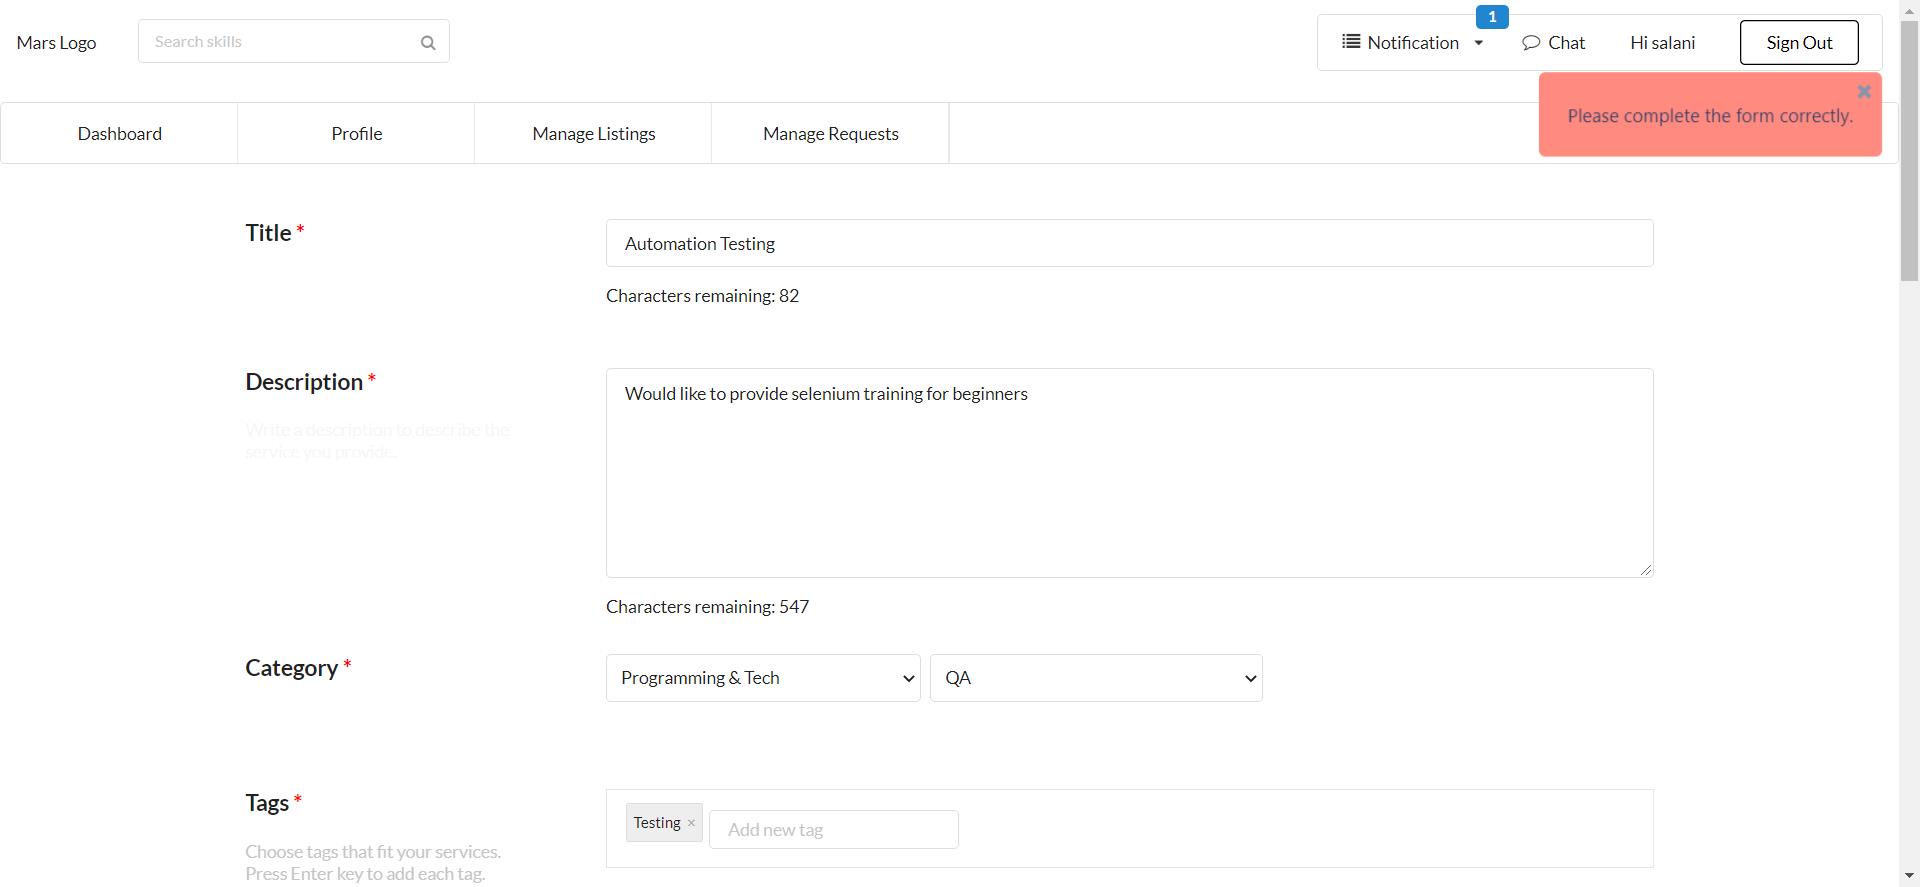 Mars Logo
Search skills
1
Notification
Chat
Hi salani
Sign Out
Please complete the form correctly.
Dashboard
Profile
Manage Listings
Manage Requests
Title *
Automation Testing
Characters remaining: 82
Description *
Write a description to describe the
service you provide.
Would like to provide selenium training for beginners
Characters remaining: 547
Category *
Programming & Tech
QA
Tags *
Choose tags that fit your services.
Press Enter key to add each tag.
Testing ×
Add new tag